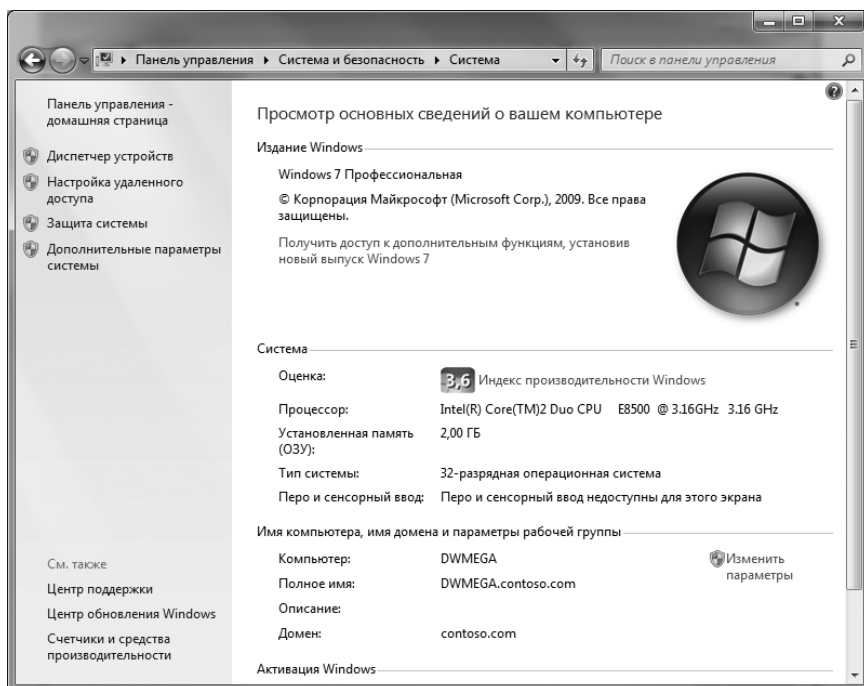 Панель управления ▸ Система и безопасность ▸ Система
Поиск в панели управления
Панель управления -
домашняя страница
Диспетчер устройств
Настройка удаленного
доступа
Защита системы
Дополнительные параметры
системы
См. также
Центр поддержки
Центр обновления Windows
Счетчики и средства
производительности
Просмотр основных сведений о вашем компьютере
Издание Windows
Windows 7 Профессиональная
© Корпорация Майкрософт (Microsoft Corp.), 2009. Все права
защищены.
Получить доступ к дополнительным функциям, установив
новый выпуск Windows 7
Система
Оценка: 3,6 Индекс производительности Windows
Процессор: Intel(R) Core(TM)2 Duo CPU E8500 @ 3.16GHz 3.16 GHz
Установленная память 2,00 ГБ
(ОЗУ):
Тип системы: 32-разрядная операционная система
Перо и сенсорный ввод: Перо и сенсорный ввод недоступны для этого экрана
Имя компьютера, имя домена и параметры рабочей группы
Компьютер: DWMEGA Изменить
параметры
Полное имя: DWMEGA.contoso.com
Описание:
Домен: contoso.com
Активация Windows